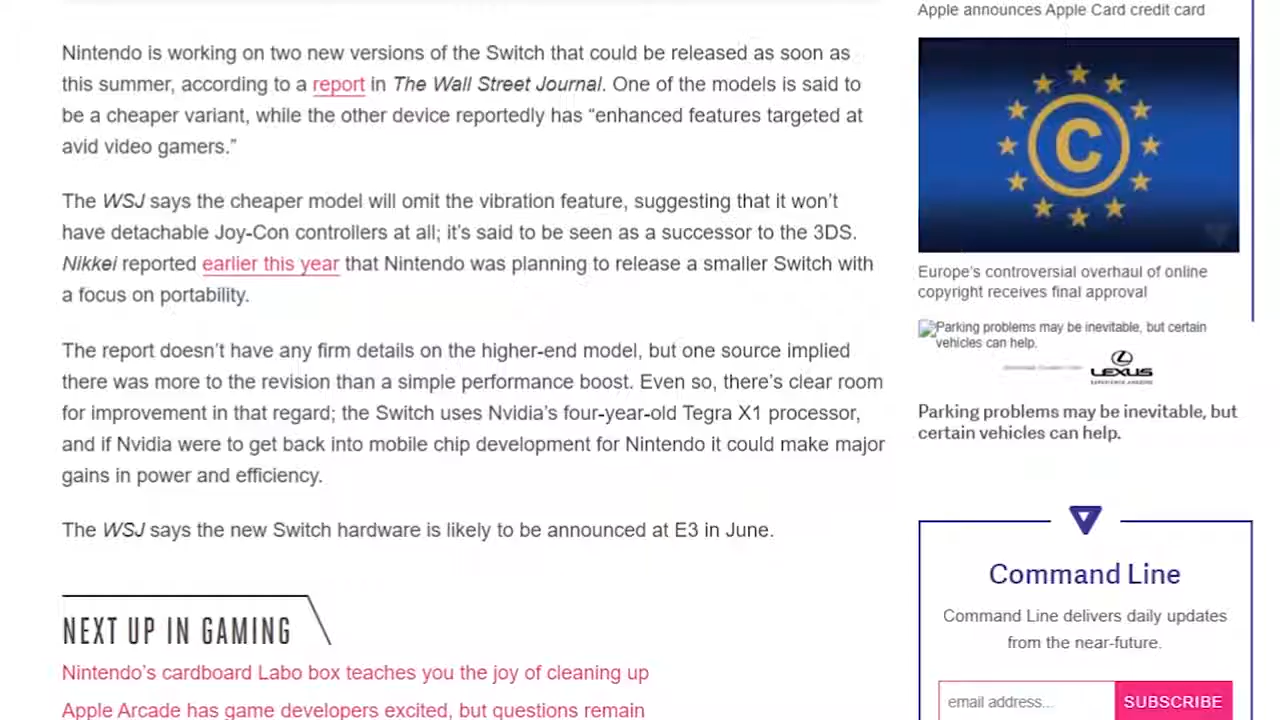 Nintendo is working on two new versions of the Switch that could be released as soon as
this summer, according to a report in The Wall Street Journal. One of the models is said to
be a cheaper variant, while the other device reportedly has “enhanced features targeted at
avid video gamers.”
The WSJ says the cheaper model will omit the vibration feature, suggesting that it won’t
have detachable Joy-Con controllers at all; it’s said to be seen as a successor to the 3DS.
Nikkei reported earlier this year that Nintendo was planning to release a smaller Switch with
a focus on portability.
The report doesn’t have any firm details on the higher-end model, but one source implied
there was more to the revision than a simple performance boost. Even so, there’s clear room
for improvement in that regard; the Switch uses Nvidia’s four-year-old Tegra X1 processor,
and if Nvidia were to get back into mobile chip development for Nintendo it could make major
gains in power and efficiency.
The WSJ says the new Switch hardware is likely to be announced at E3 in June.
NEXT UP IN GAMING
Nintendo’s cardboard Labo box teaches you the joy of cleaning up
Apple Arcade has game developers excited, but questions remain
Apple announces Apple Card credit card
C
Europe’s controversial overhaul of online
copyright receives final approval
Parking problems may be inevitable, but certain
vehicles can help.
LEXUS
EXPERIENCE AMAZING
Parking problems may be inevitable, but
certain vehicles can help.
Command Line
Command Line delivers daily updates
from the near-future.
email address...
SUBSCRIBE